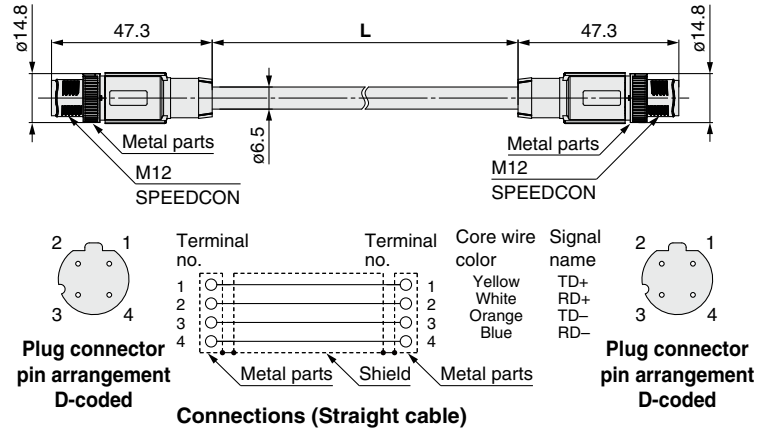 ø14.8
47.3
L
47.3
ø14.8
ø6.5
Metal parts
M12
SPEEDCON
Metal parts
M12
SPEEDCON
2 1
3 4
Plug connector
pin arrangement
D-coded
Terminal
no.
Terminal
no.
Core wire
color
Signal
name
1 1 Yellow TD+
2 2 White RD+
3 3 Orange TD–
4 4 Blue RD–
Metal parts
Shield
Metal parts
Connections (Straight cable)
2 1
3 4
Plug connector
pin arrangement
D-coded